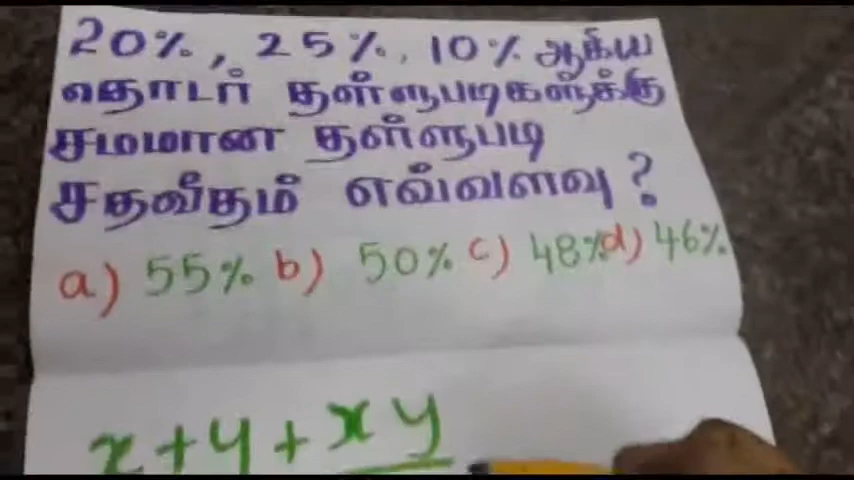 20%, 25%, 10% ஆகிய
தொடர் தள்ளுபடிகளுக்கு
சமமான தள்ளுபடி
சதவீதம் எவ்வளவு?
a) 55% b) 50% c) 48% d) 46%
x+y+xy